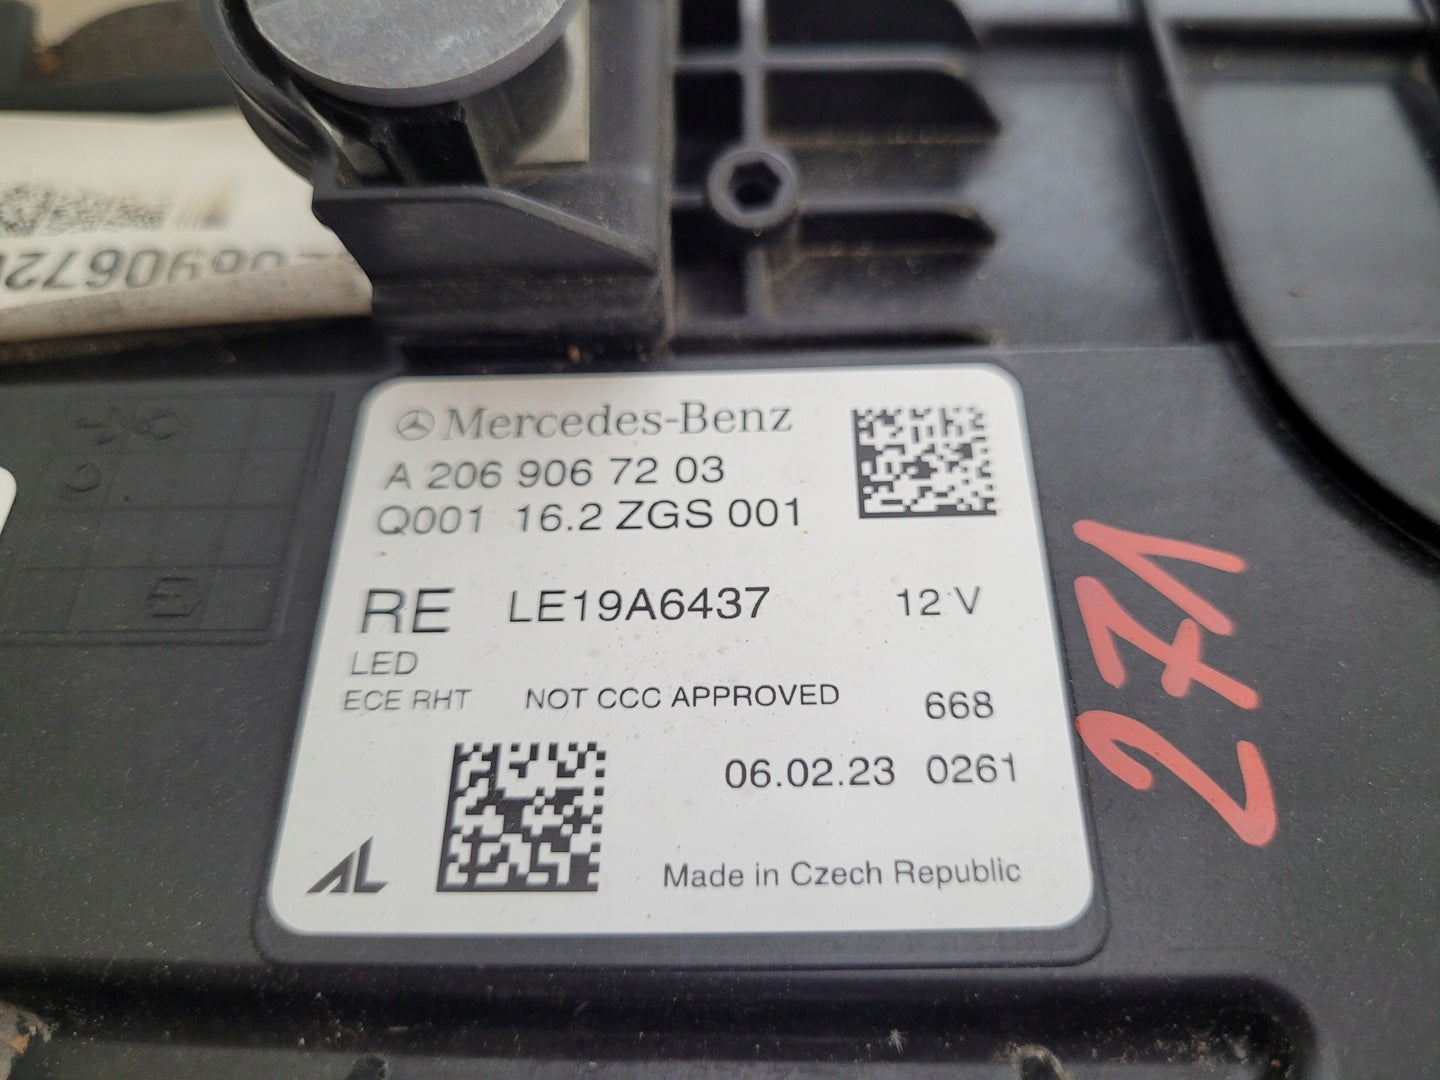 Mercedes-Benz
A 206 906 72 03
Q001 16.2 ZGS 001
RE LE19A6437 12 V
LED
ECE RHT NOT CCC APPROVED 668
06.02.23 0261
AL Made in Czech Republic
271